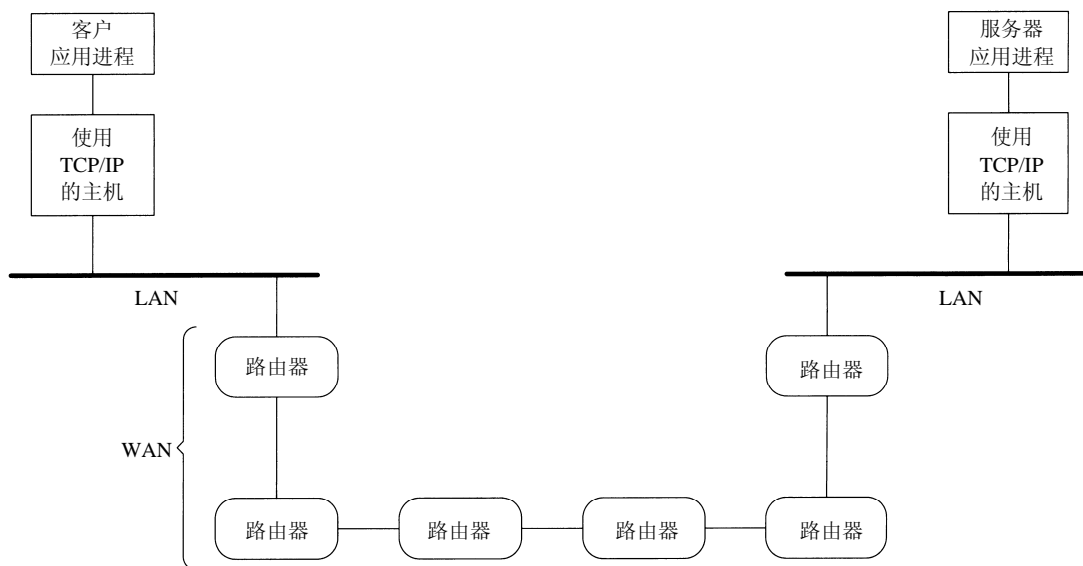 客户
应用进程
服务器
应用进程
使用
TCP/IP
的主机
使用
TCP/IP
的主机
LAN
LAN
路由器
路由器
WAN
路由器
路由器
路由器
路由器